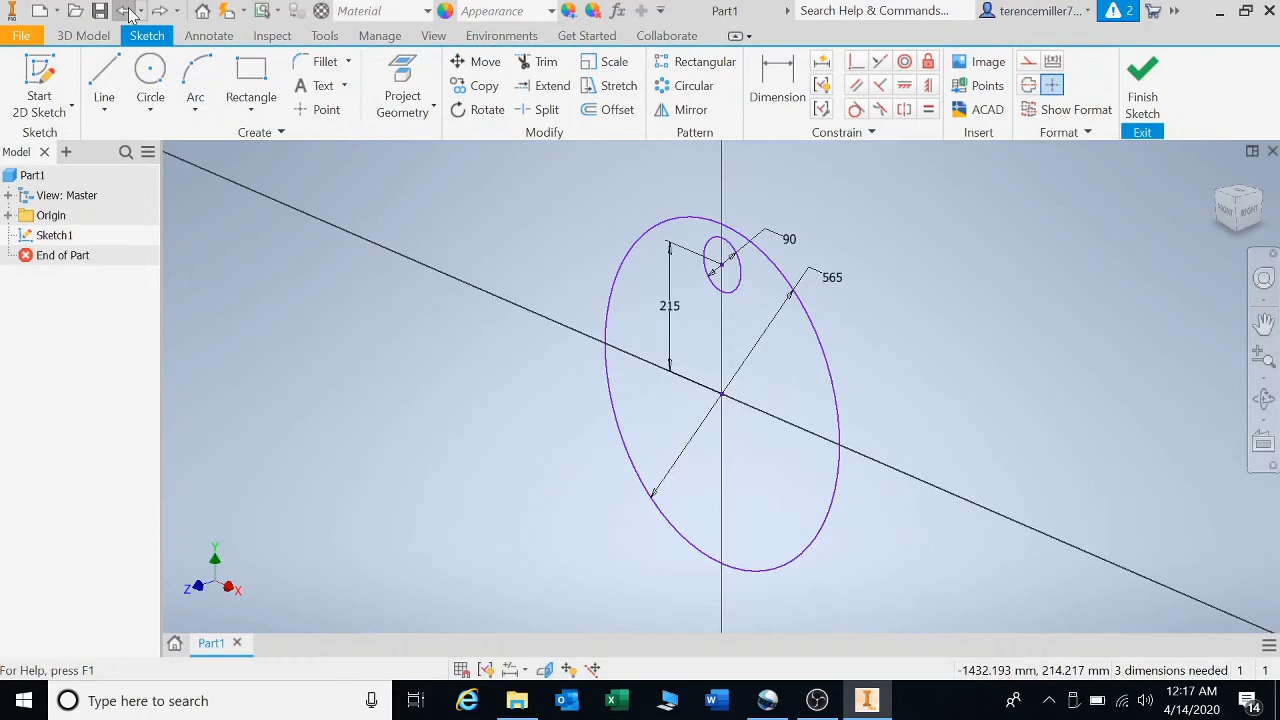 PRO Material Appearance Part1 Search Help & Commands... terencemiller7... 2
File 3D Model Sketch Annotate Inspect Tools Manage View Environments Get Started Collaborate
Start
2D Sketch
Line
Circle
Arc
Rectangle
Fillet
Text
Point
Project
Geometry
Move Trim Scale
Copy Extend Stretch
Rotate Split Offset
Rectangular
Circular
Mirror
Dimension
Image
Points
ACAD
Show Format
Finish
Sketch
Sketch Create Modify Pattern Constrain Insert Format Exit
Model
Part1
View: Master
Origin
Sketch1
End of Part
FRONT RIGHT
90
565
215
Y
Z X
Part1
For Help, press F1 -1432.193 mm, 214.217 mm 3 dimensions needed 1 1
Type here to search
12:17 AM
4/14/2020
14